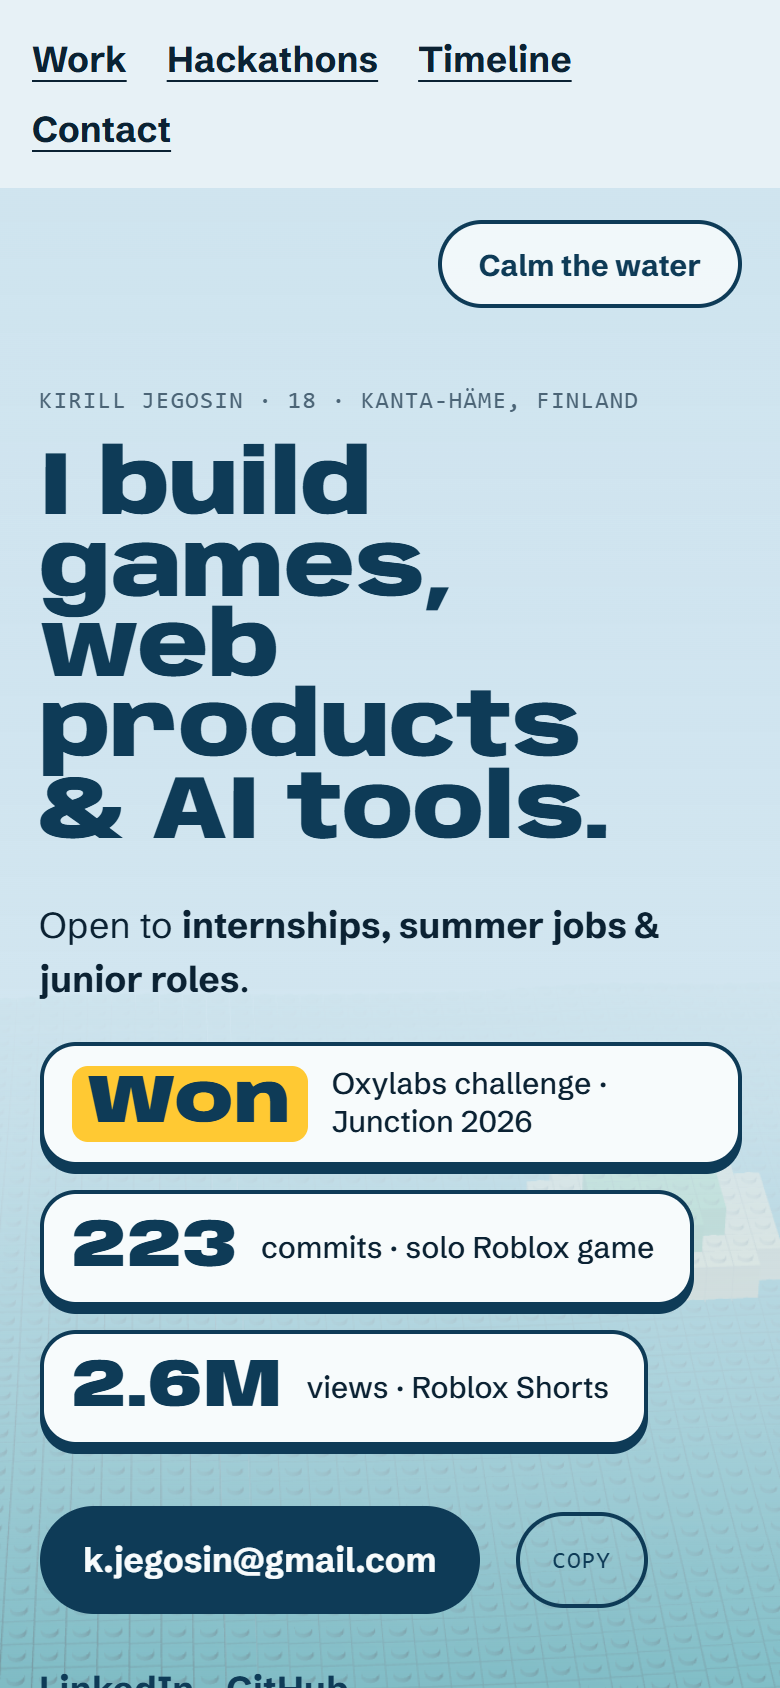 Work Hackathons Timeline
Contact
Calm the water
KIRILL JEGOSIN · 18 · KANTA-HÄME, FINLAND
I build
games,
web
products
& AI tools.
Open to internships, summer jobs &
junior roles.
Won Oxylabs challenge ·
Junction 2026
223 commits · solo Roblox game
2.6M views · Roblox Shorts
k.jegosin@gmail.com COPY
LinkedIn GitHub